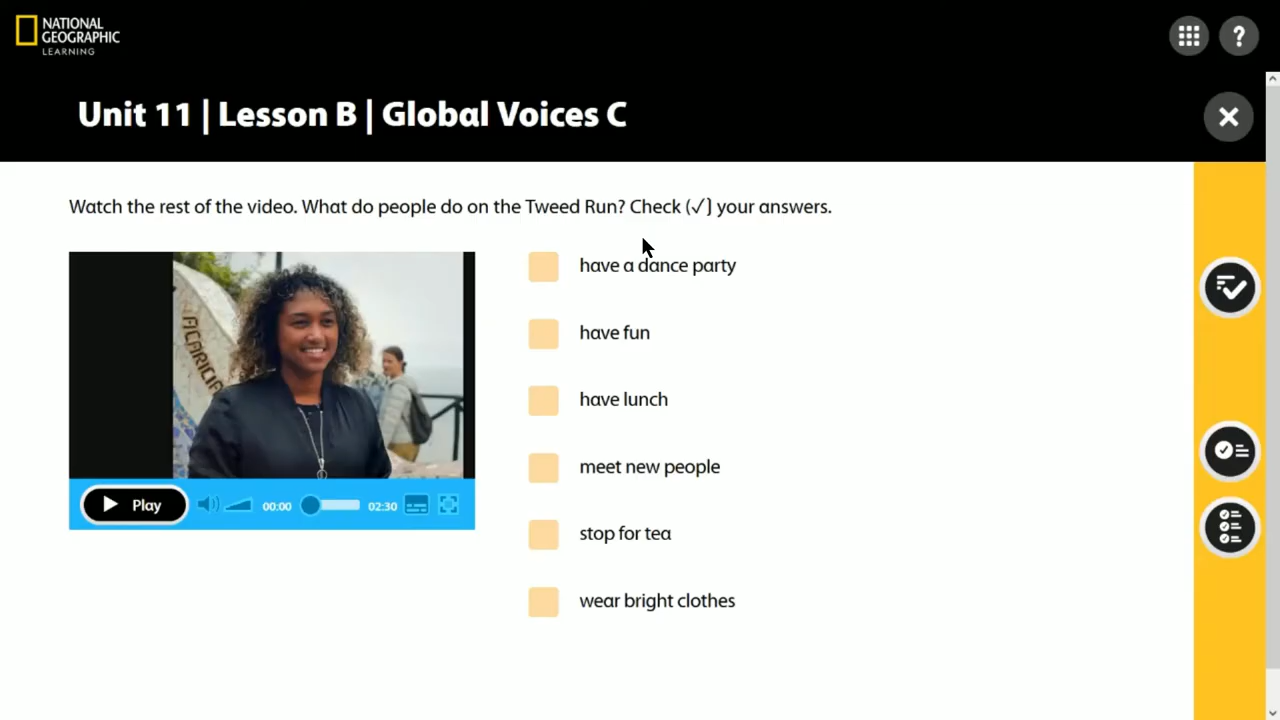 NATIONAL
GEOGRAPHIC
LEARNING
?
Unit 11 | Lesson B | Global Voices C
Watch the rest of the video. What do people do on the Tweed Run? Check (✓) your answers.
ACARICIA
have a dance party
have fun
have lunch
meet new people
stop for tea
wear bright clothes
Play
00:00
02:30